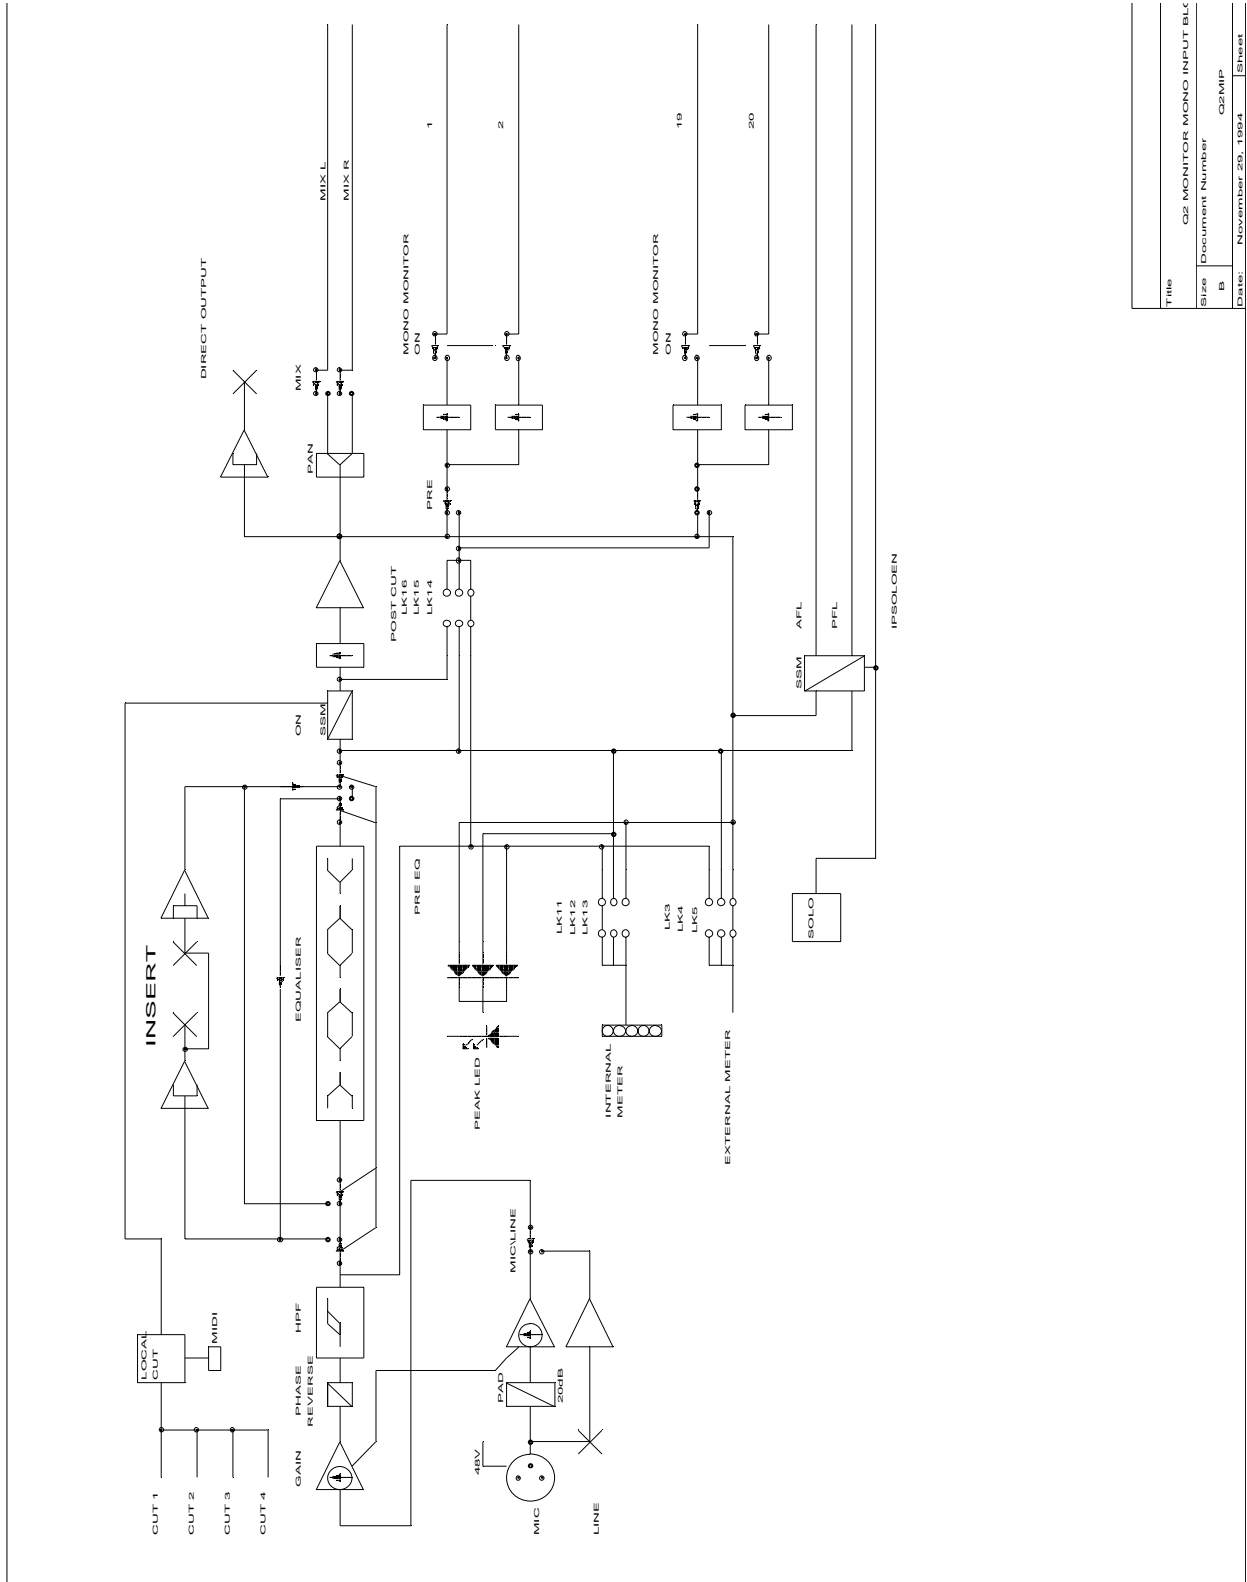 CUT 1
CUT 2
CUT 3
CUT 4
LOCAL
CUT
MIDI
INSERT
ON
SSM
DIRECT OUTPUT
GAIN
PHASE
REVERSE
HPF
EQUALISER
PAN
MIX
MIX L
MIX R
MIC
LINE
48V
PAD
20dB
MIC\LINE
PRE EQ
POST CUT
LK16
LK15
LK14
PRE
MONO MONITOR
ON
1
2
PEAK LED
INTERNAL
METER
LK11
LK12
LK13
EXTERNAL METER
LK3
LK4
LK5
MONO MONITOR
ON
19
20
SOLO
SSM
AFL
PFL
IPSOLOEN
Title
Q2 MONITOR MONO INPUT
Size
Document Number
B
Q2MIP
Date:
November 29, 1994
Sheet